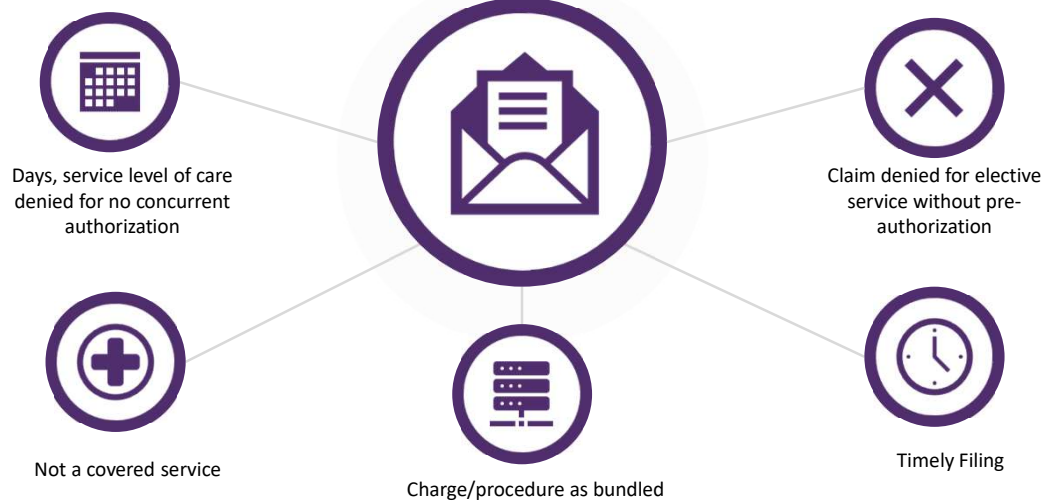 Days, service level of care
denied for no concurrent
authorization
Claim denied for elective
service without pre-
authorization
Not a covered service
Charge/procedure as bundled
Timely Filing